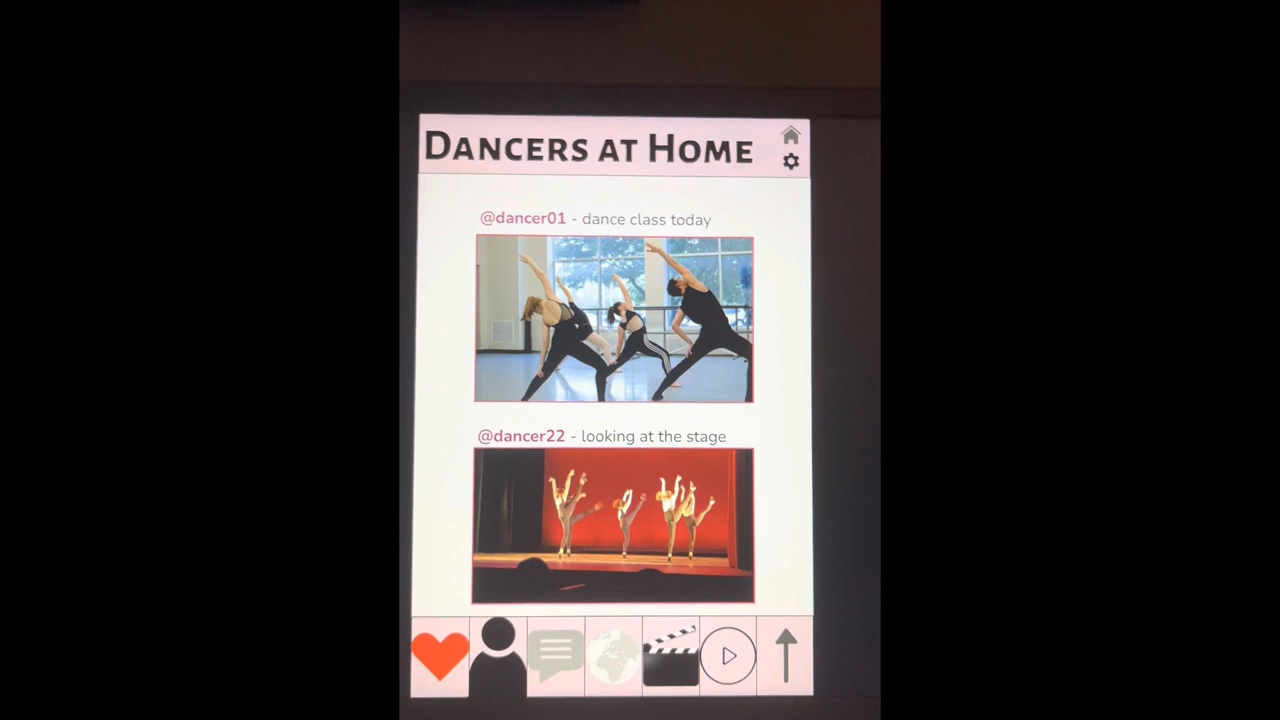 DANCERS AT HOME
@dancer01 - dance class today
@dancer22 - looking at the stage